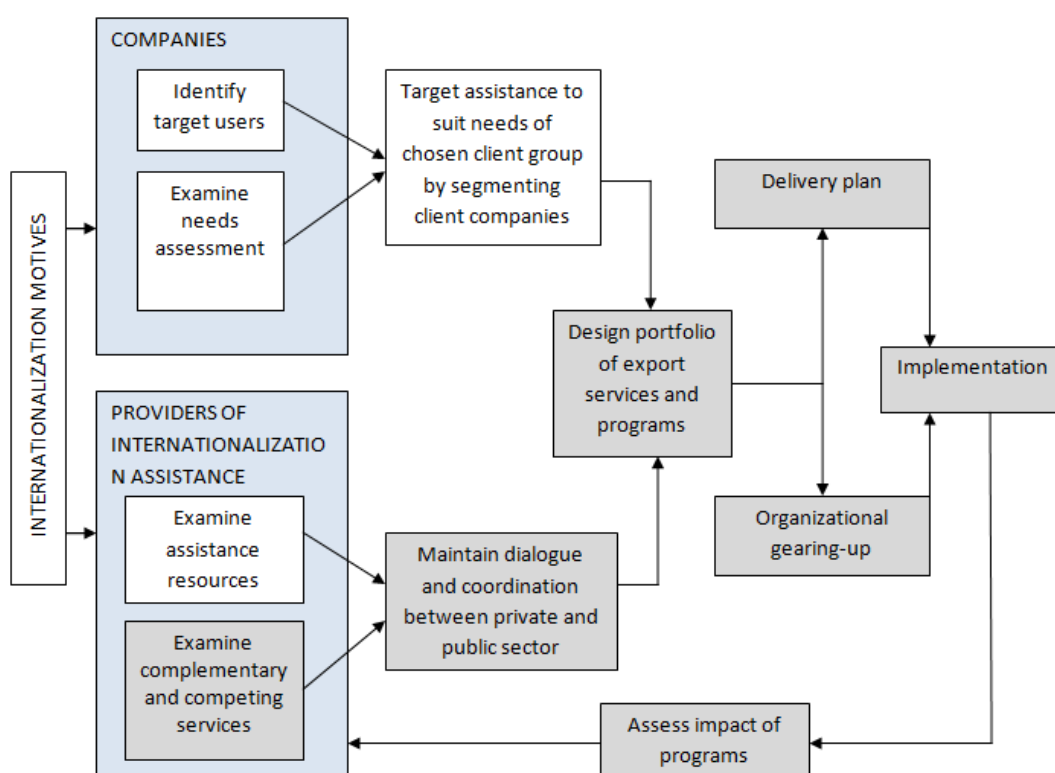 INTERNATIONALIZATION MOTIVES
COMPANIES
Identify
target users
Examine
needs
assessment
Target assistance to
suit needs of
chosen client group
by segmenting
client companies
PROVIDERS OF
INTERNATIONALIZATIO
N ASSISTANCE
Examine
assistance
resources
Examine
complementary
and competing
services
Maintain dialogue
and coordination
between private and
public sector
Design portfolio
of export
services and
programs
Delivery plan
Organizational
gearing-up
Implementation
Assess impact of
programs